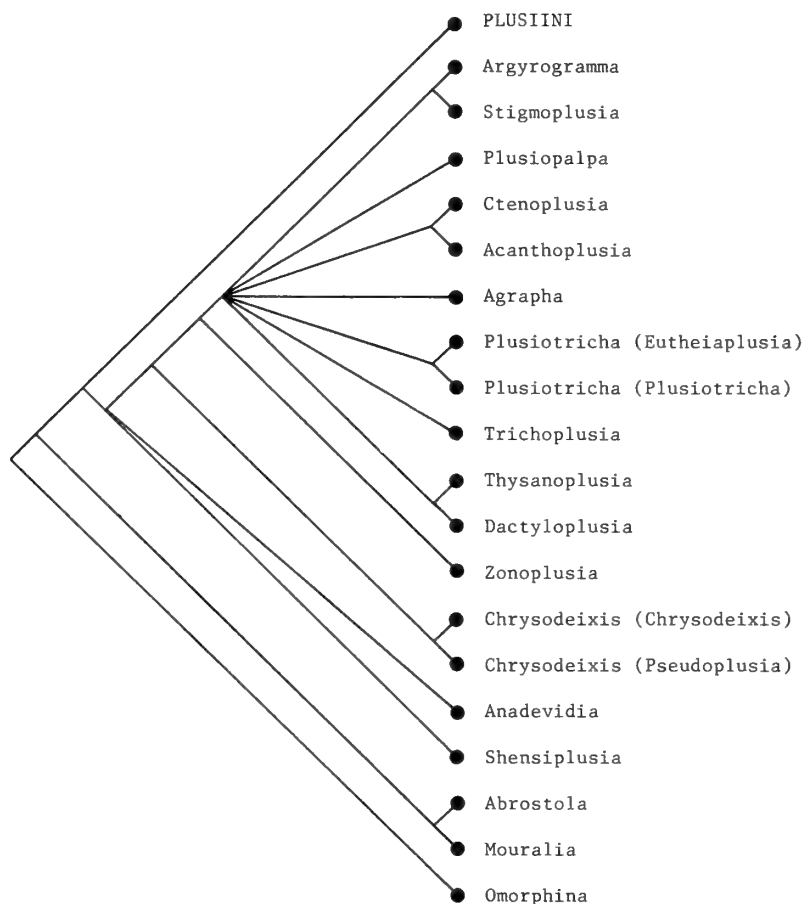 PLUSIINI
Argyrogramma
Stigmoplusia
Plusiopalpa
Ctenoplusia
Acanthoplusia
Agrapha
Plusiotricha (Eutheiaplusia)
Plusiotricha (Plusiotricha)
Trichoplusia
Thysanoplusia
Dactyloplusia
Zonoplusia
Chrysodeixis (Chrysodeixis)
Chrysodeixis (Pseudoplusia)
Anadevidia
Shensiplusia
Abrostola
Mouralia
Omorphina